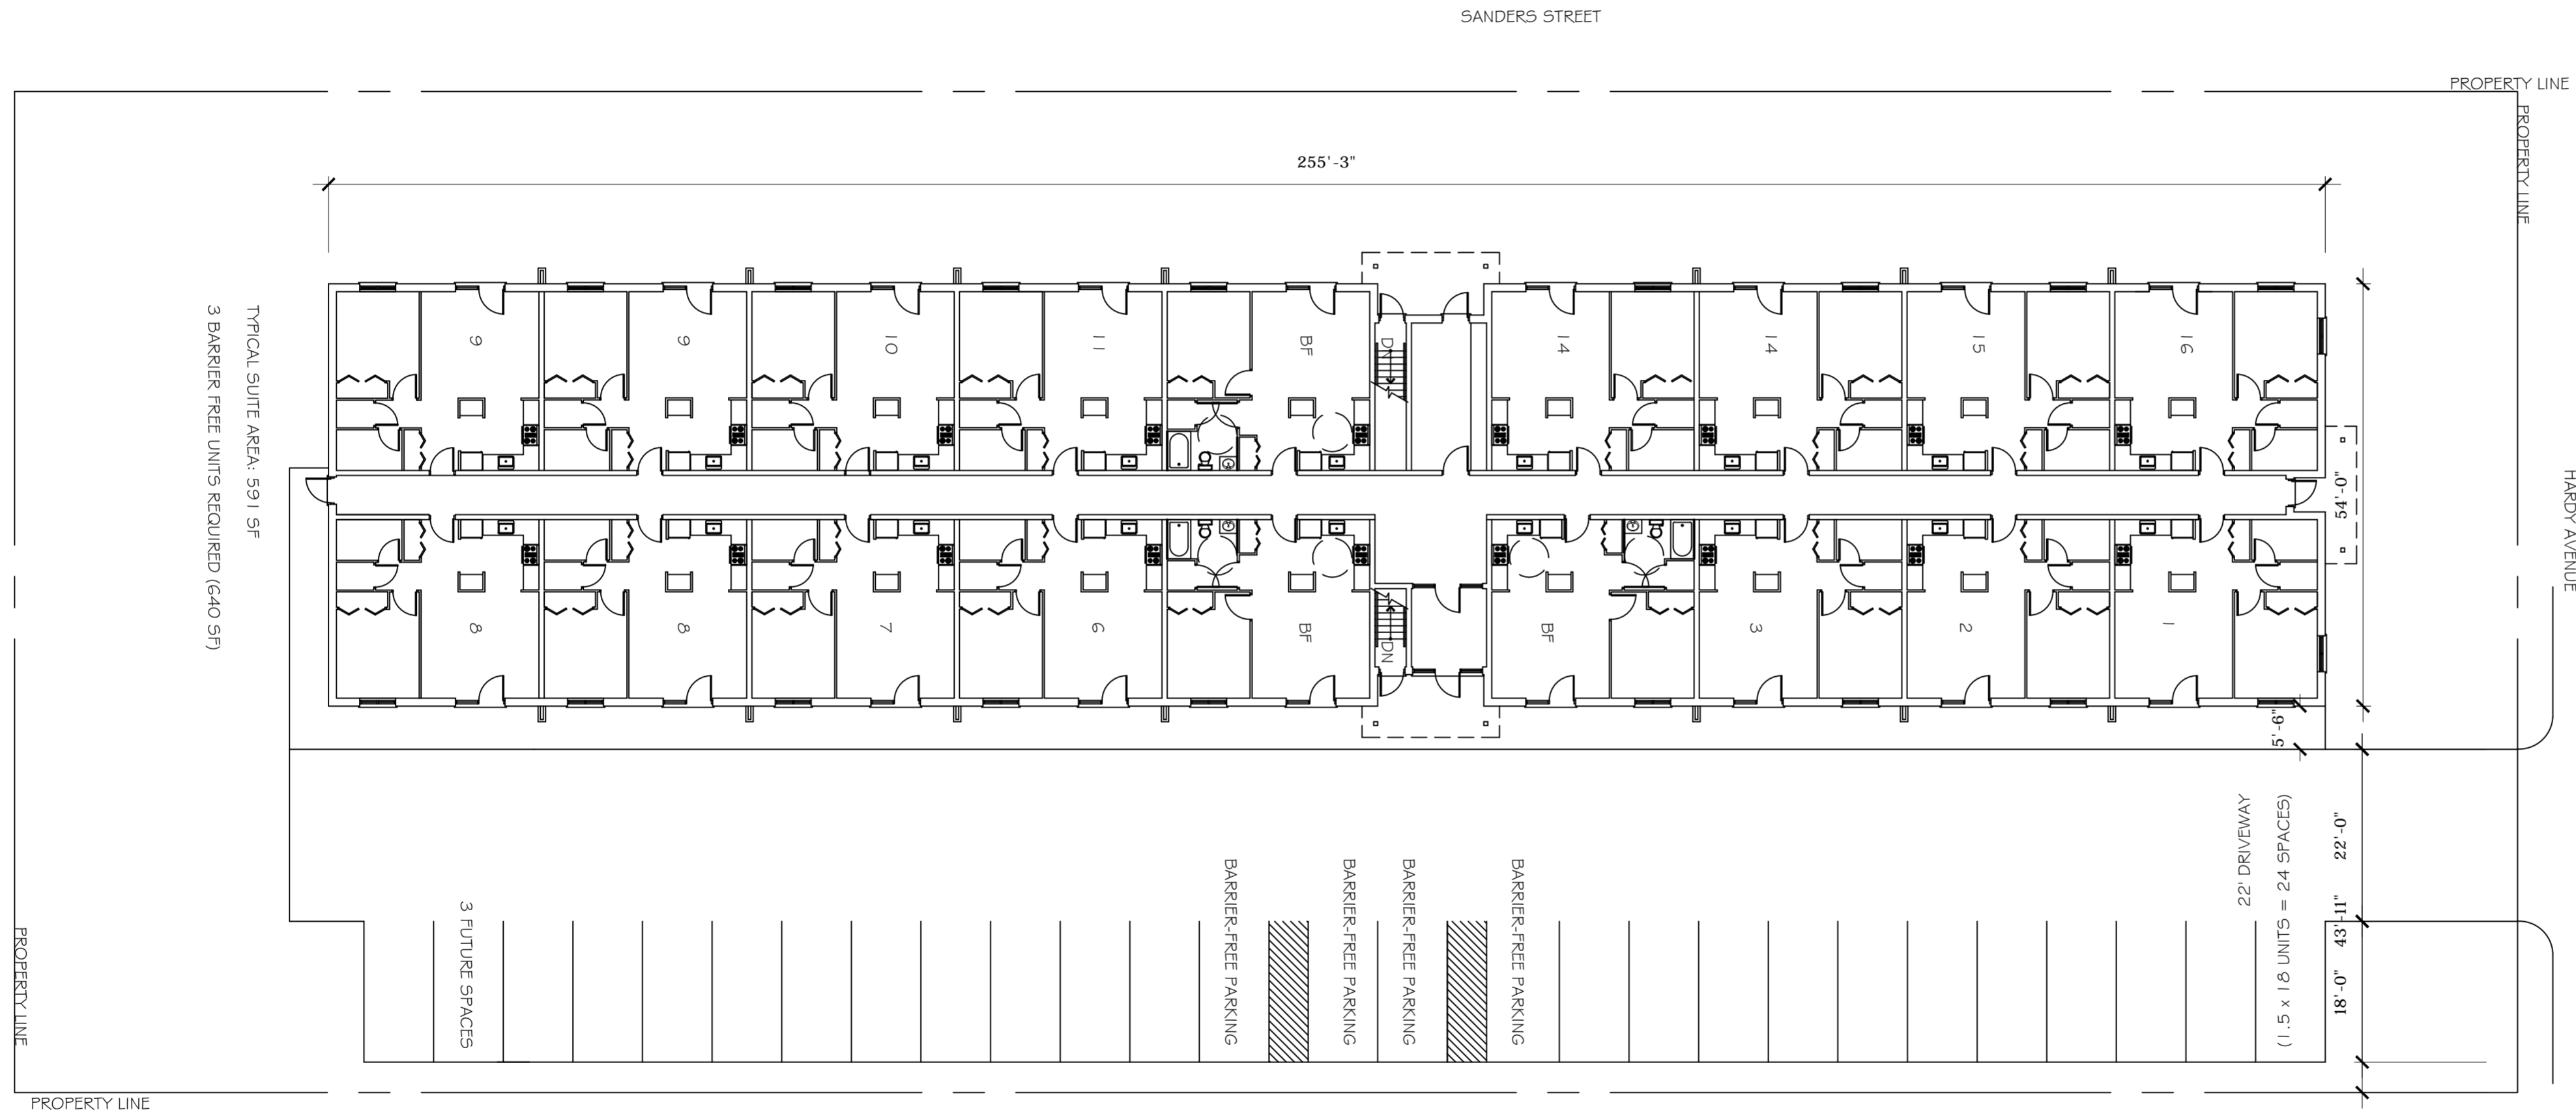 SANDERS STREET
PROPERTY LINE
PROPERTY LINE
255'-3"
TYPICAL SUITE AREA: 591 SF
3 BARRIER FREE UNITS REQUIRED (640 SF)
9
9
10
11
BF
DN
14
14
15
16
54'-0"
HARDY AVENUE
8
8
7
6
BF
DN
BF
3
2
1
5'-6"
22' DRIVEWAY
(1.5 x 18 UNITS = 24 SPACES)
22'-0"
43'-11"
18'-0"
3 FUTURE SPACES
BARRIER-FREE PARKING
BARRIER-FREE PARKING
BARRIER-FREE PARKING
BARRIER-FREE PARKING
PROPERTY LINE
PROPERTY LINE